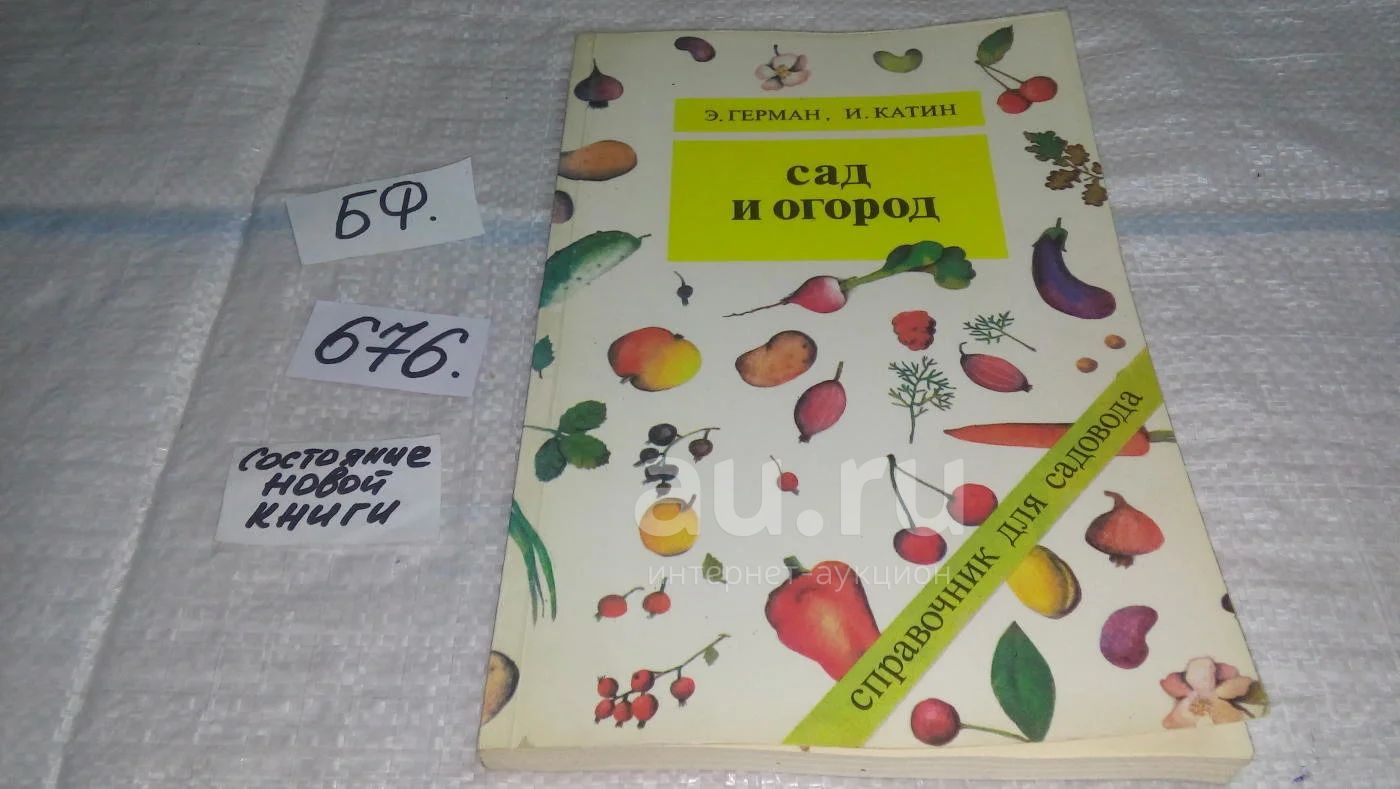 БФ.
676.
состояние
новой
книги
Э. ГЕРМАН, И. КАТИН
сад
и огород
справочник для садовода
au.ru
интернет-аукцион